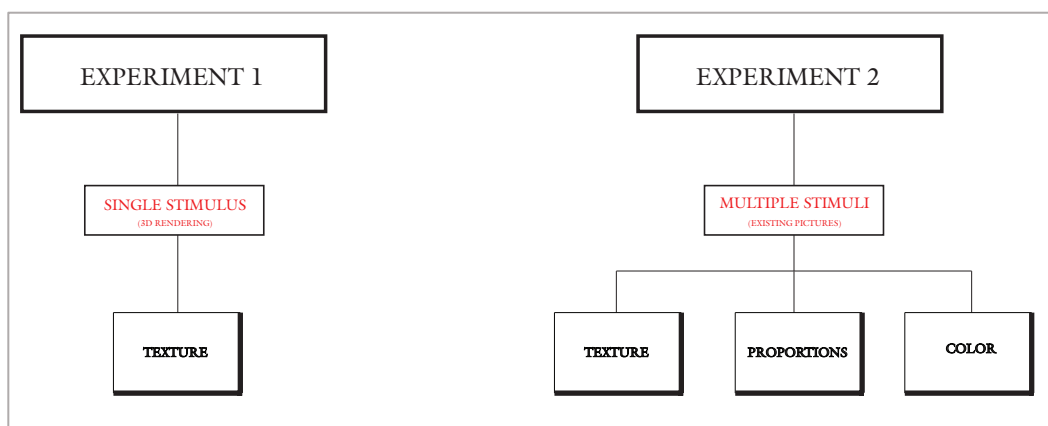 EXPERIMENT 1
SINGLE STIMULUS
(3D RENDERING)
TEXTURE
EXPERIMENT 2
MULTIPLE STIMULI
(EXISTING PICTURES)
TEXTURE
PROPORTIONS
COLOR